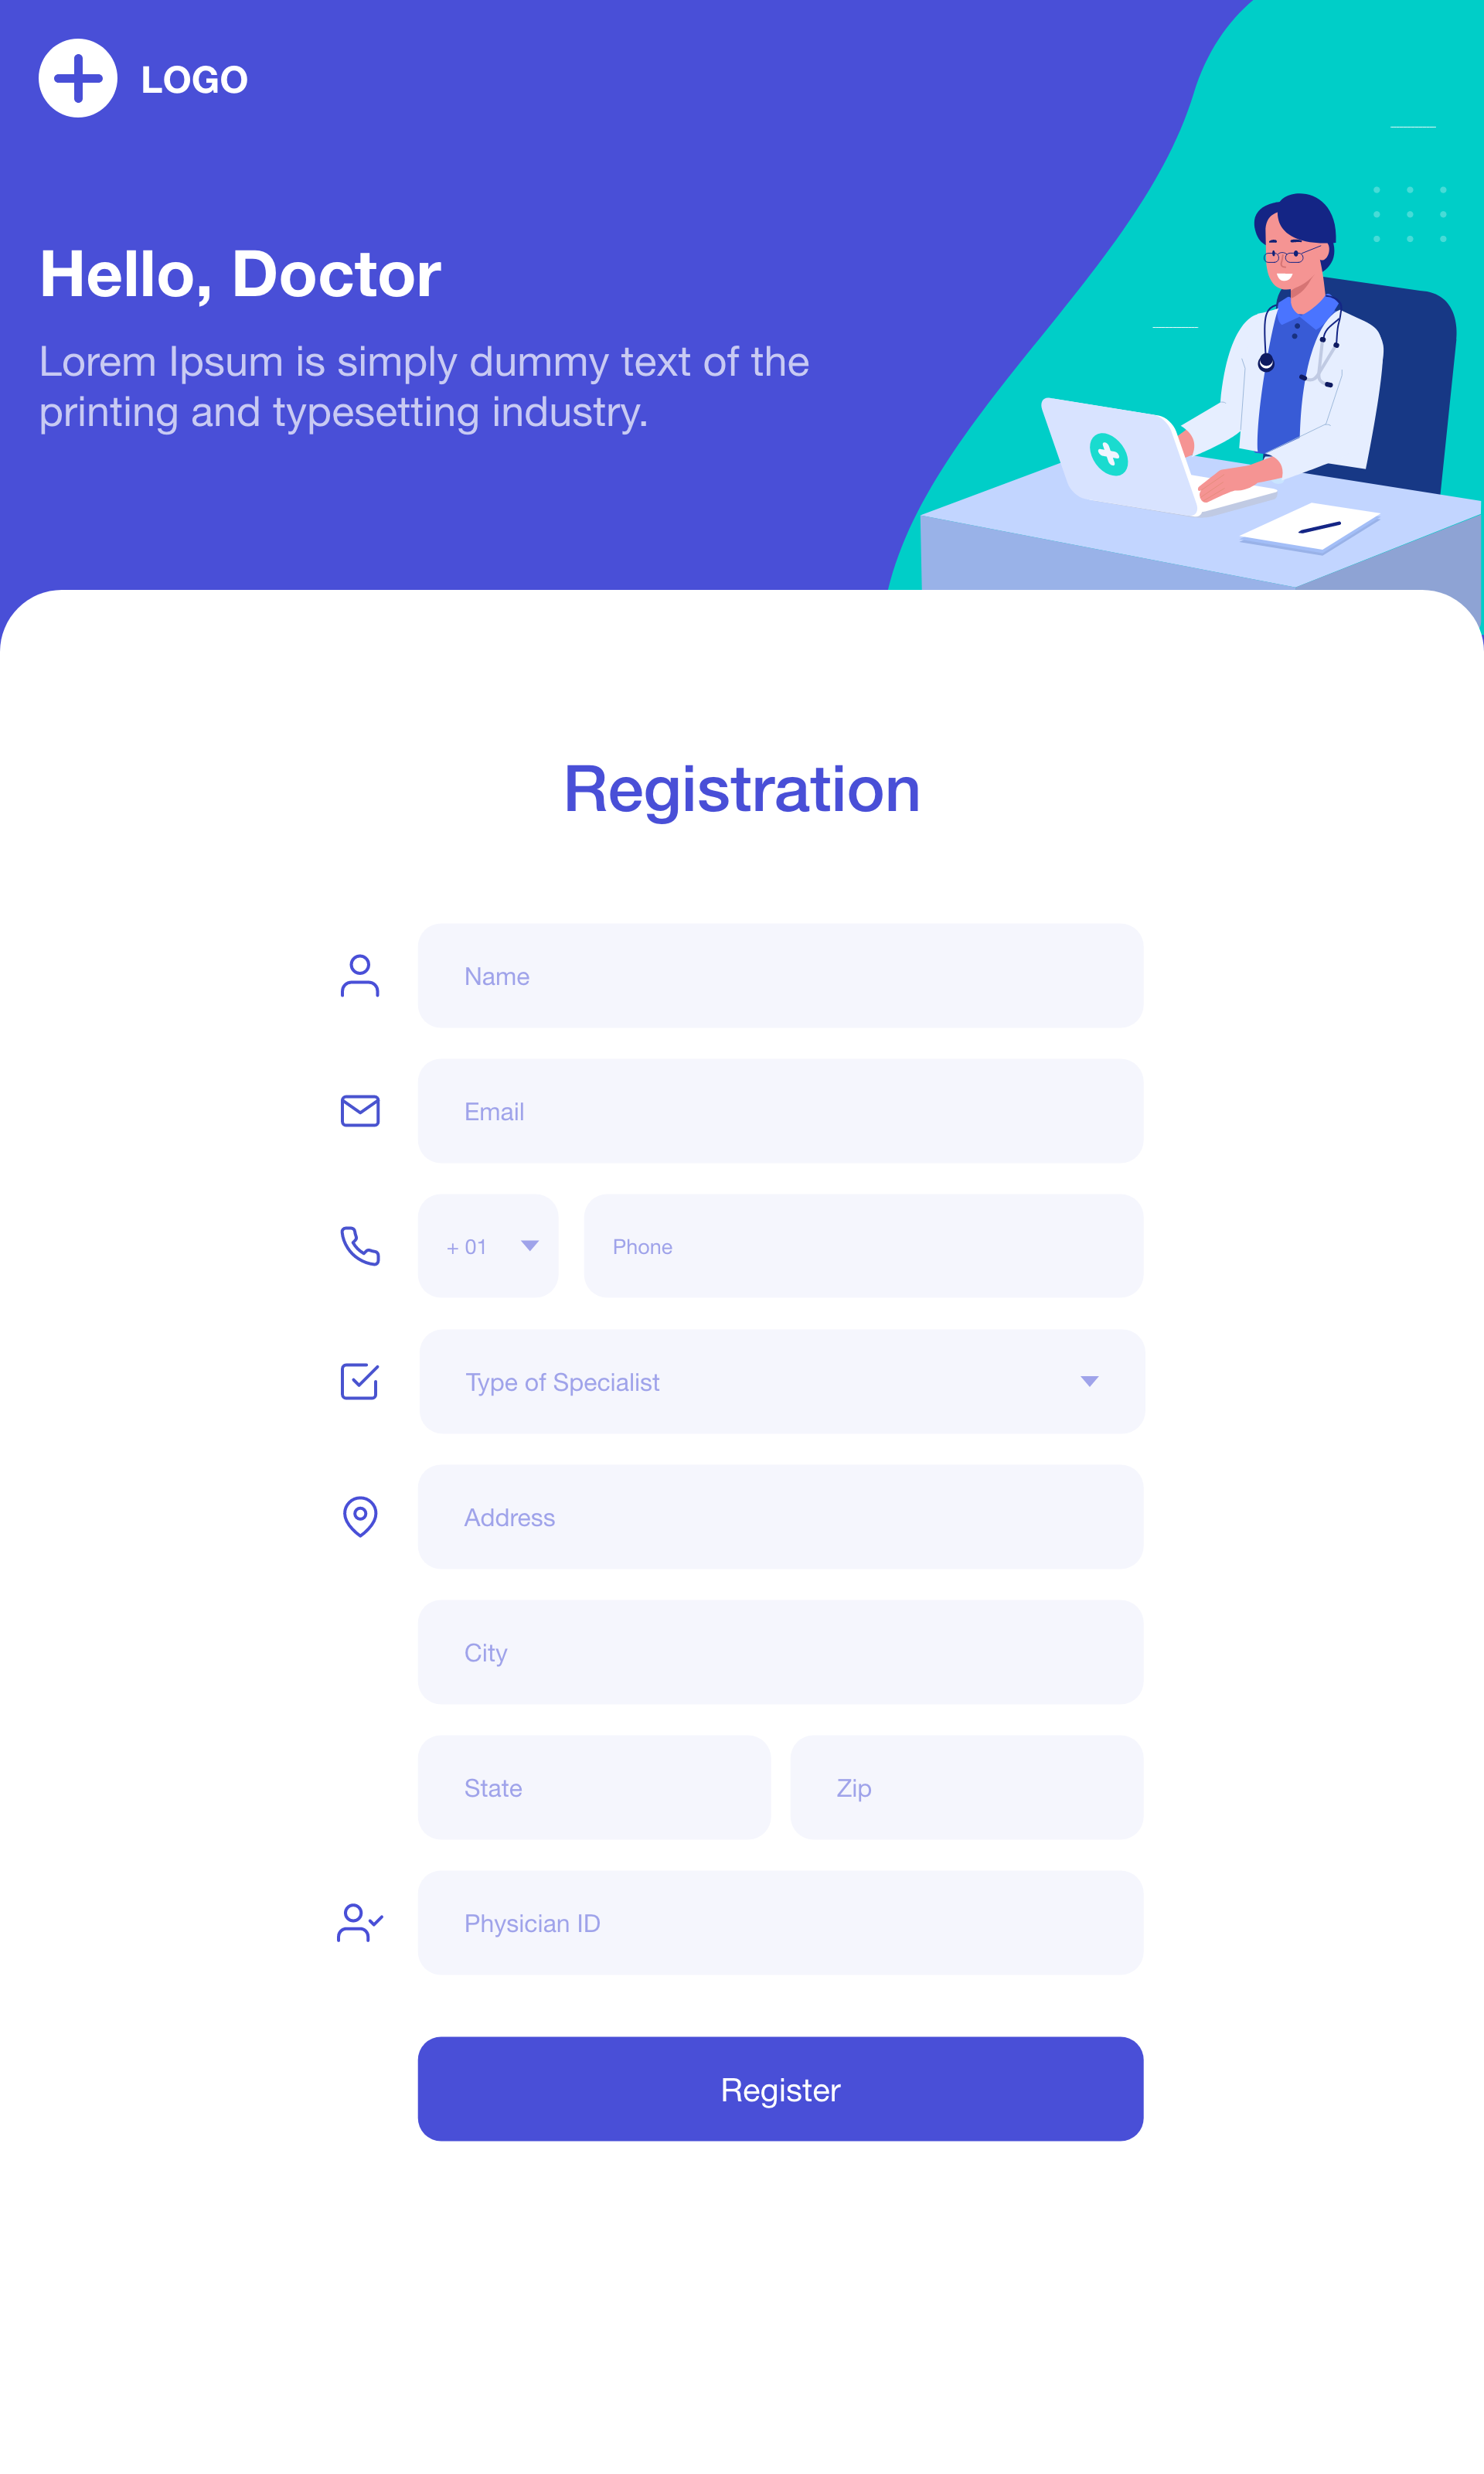 LOGO
Hello, Doctor
Lorem Ipsum is simply dummy text of the
printing and typesetting industry.
Registration
Name
Email
+ 01
Phone
Type of Specialist
Address
City
State
Zip
Physician ID
Register